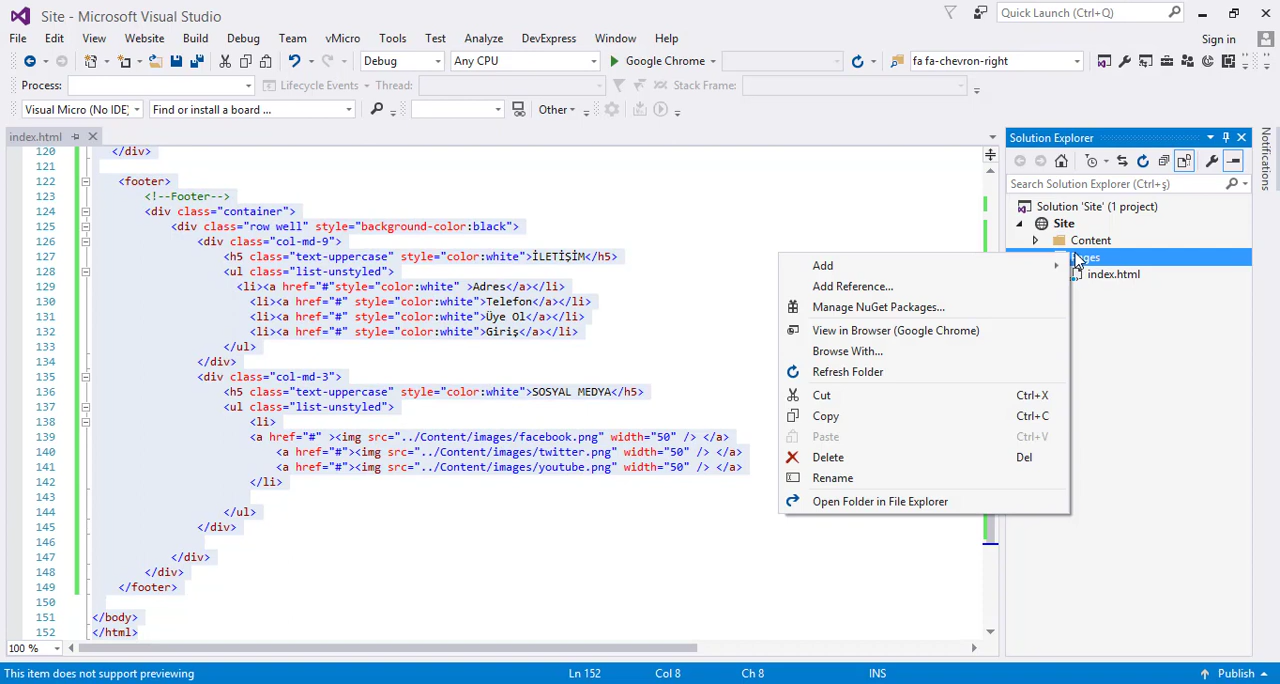 Site - Microsoft Visual Studio
Quick Launch (Ctrl+Q)
File Edit View Website Build Debug Team vMicro Tools Test Analyze DevExpress Window Help
Sign in
Debug Any CPU Google Chrome fa fa-chevron-right
Process: Lifecycle Events Thread: Stack Frame:
Visual Micro (No IDE) Find or install a board ... Other
index.html
120 </div>
121
122 <footer>
123 <!--Footer-->
124 <div class="container">
125 <div class="row well" style="background-color:black">
126 <div class="col-md-9">
127 <h5 class="text-uppercase" style="color:white">İLETİŞİM</h5>
128 <ul class="list-unstyled">
129 <li><a href="#"style="color:white" >Adres</a></li>
130 <li><a href="#" style="color:white">Telefon</a></li>
131 <li><a href="#" style="color:white">Üye Ol</a></li>
132 <li><a href="#" style="color:white">Giriş</a></li>
133 </ul>
134 </div>
135 <div class="col-md-3">
136 <h5 class="text-uppercase" style="color:white">SOSYAL MEDYA</h5>
137 <ul class="list-unstyled">
138 <li>
139 <a href="#" ><img src="../Content/images/facebook.png" width="50" /> </a>
140 <a href="#"><img src="../Content/images/twitter.png" width="50" /> </a>
141 <a href="#"><img src="../Content/images/youtube.png" width="50" /> </a>
142 </li>
143
144 </ul>
145 </div>
146
147 </div>
148 </div>
149 </footer>
150
151 </body>
152 </html>
100 %
Add
Add Reference...
Manage NuGet Packages...
View in Browser (Google Chrome)
Browse With...
Refresh Folder
Cut Ctrl+X
Copy Ctrl+C
Paste Ctrl+V
Delete Del
Rename
Open Folder in File Explorer
Solution Explorer
Search Solution Explorer (Ctrl+ş)
Solution 'Site' (1 project)
Site
Content
index.html
Notifications
This item does not support previewing Ln 152 Col 8 Ch 8 INS Publish